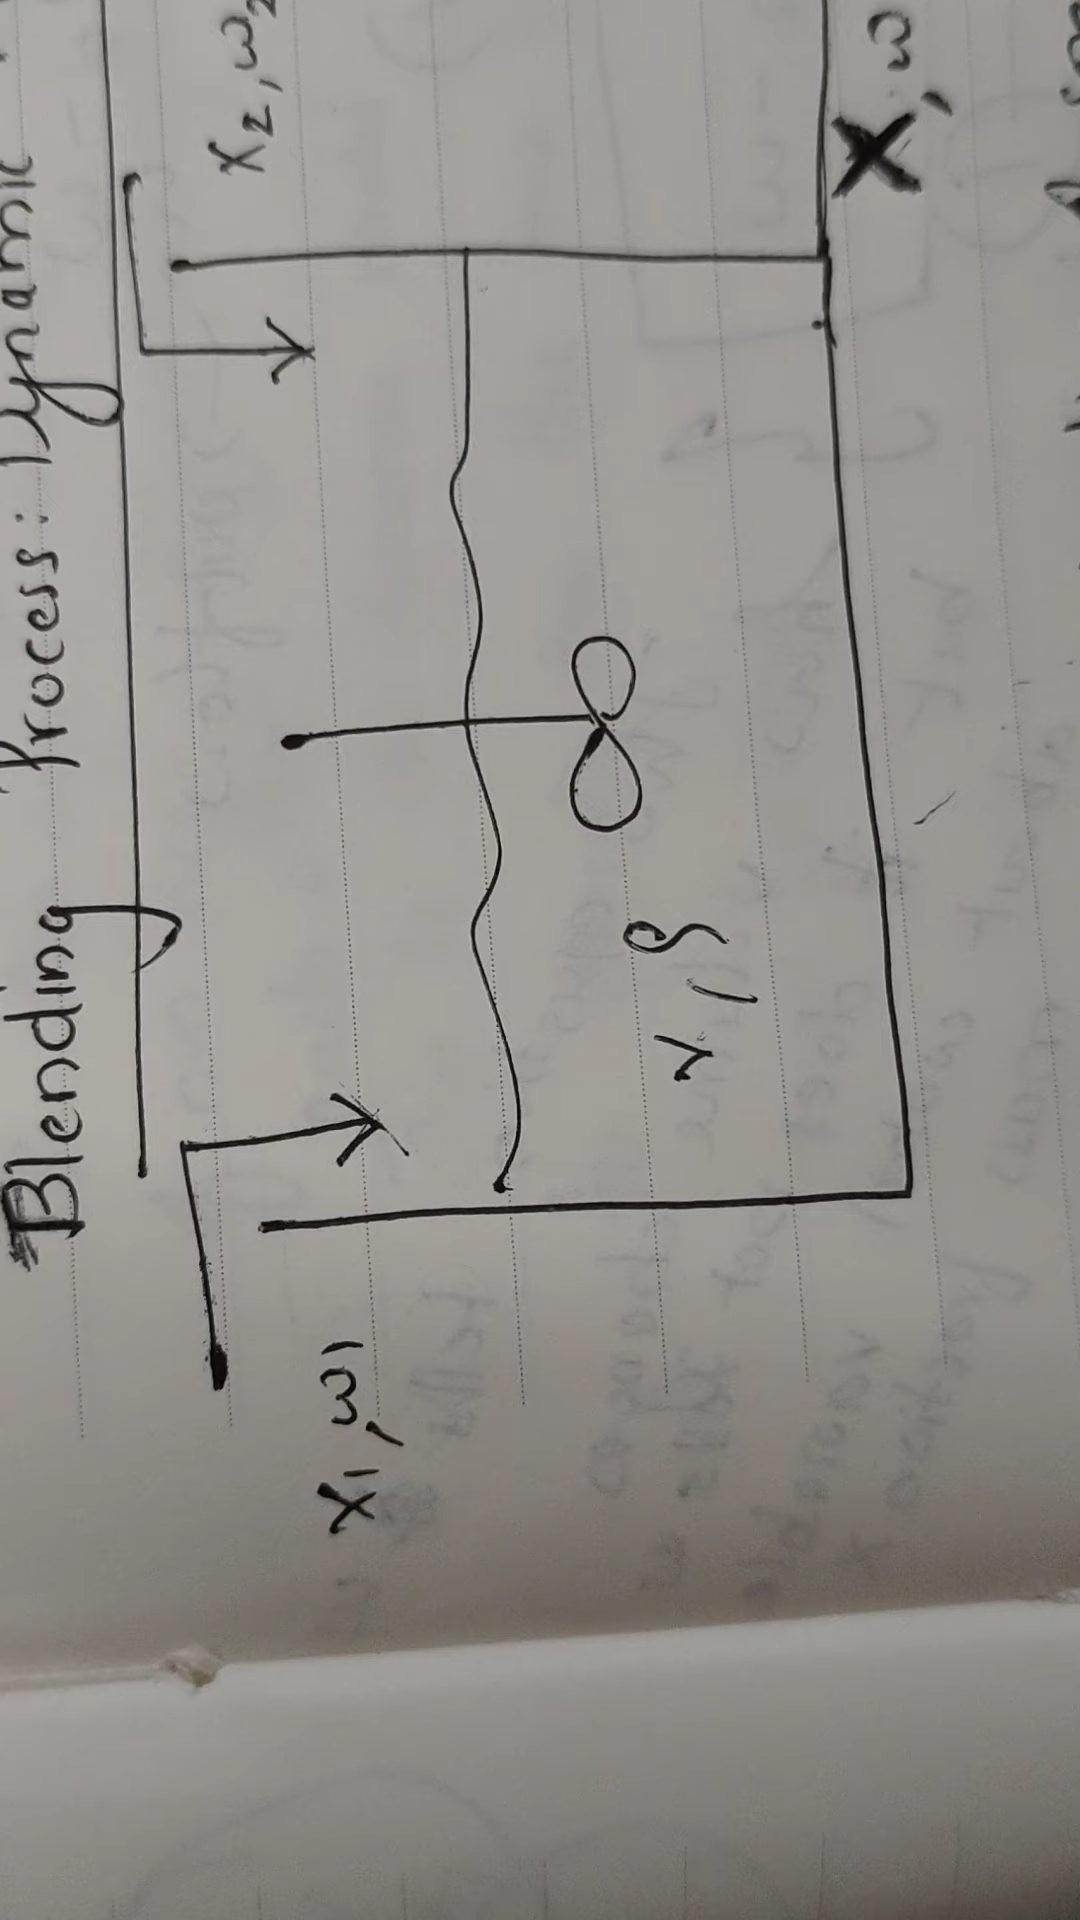 Blending Process: Dynamic
x2, w2
x1, w1
v, ρ
x, w